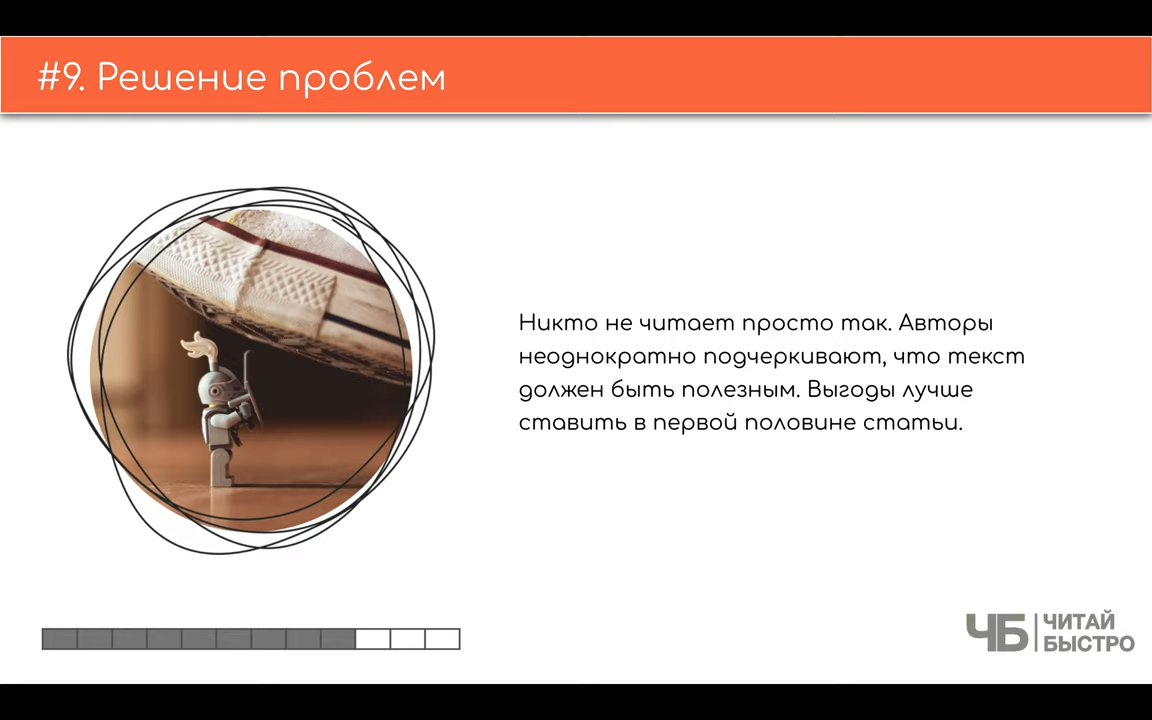 #9. Решение проблем
Никто не читает просто так. Авторы
неоднократно подчеркивают, что текст
должен быть полезным. Выгоды лучше
ставить в первой половине статьи.
ЧБ
ЧИТАЙ
БЫСТРО